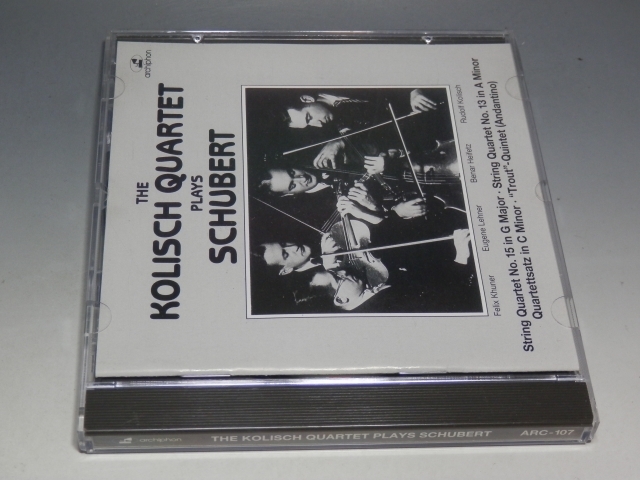 archiphon
THE
KOLISCH QUARTET
PLAYS
SCHUBERT
Felix Khuner Eugene Lehner Benar Heifetz Rudolf Kolisch
String Quartet No. 15 in G Major · String Quartet No. 13 in A Minor
Quartettsatz in C Minor · "Trout"-Quintet (Andantino)
archiphon THE KOLISCH QUARTET PLAYS SCHUBERT ARC-107